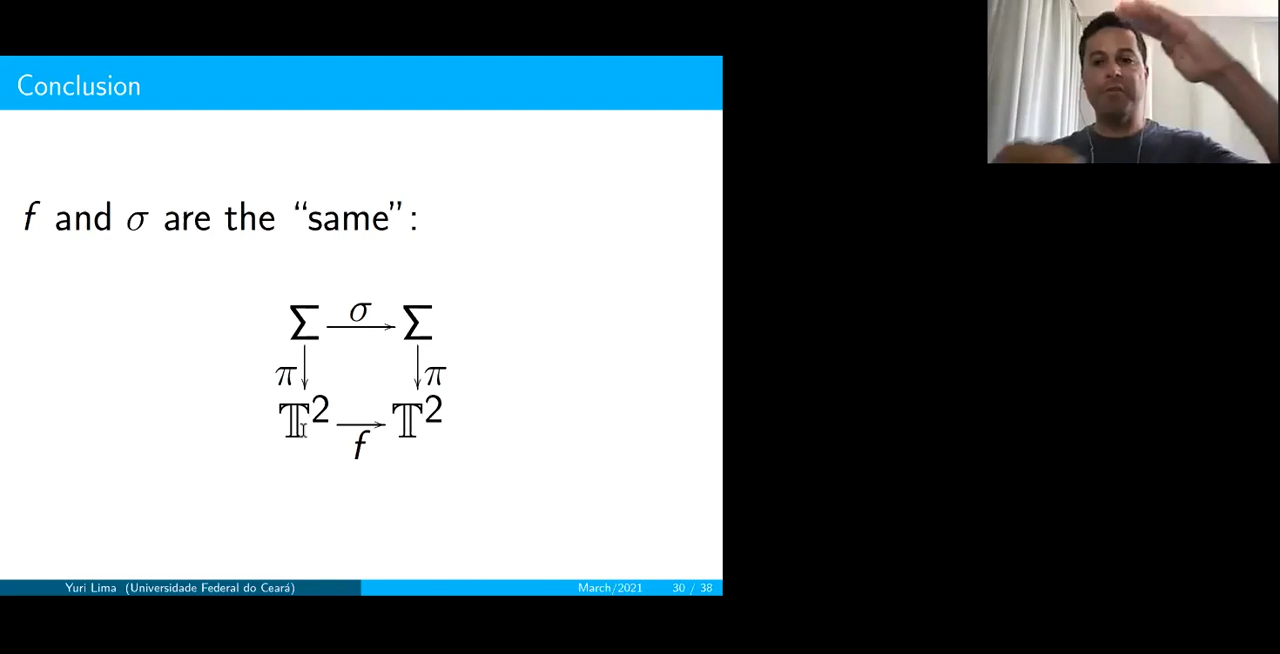 Conclusion
f and σ are the “same”:
Σ σ Σ
π π
𝕋² f 𝕋²
Yuri Lima (Universidade Federal do Ceará) March/2021 30 / 38